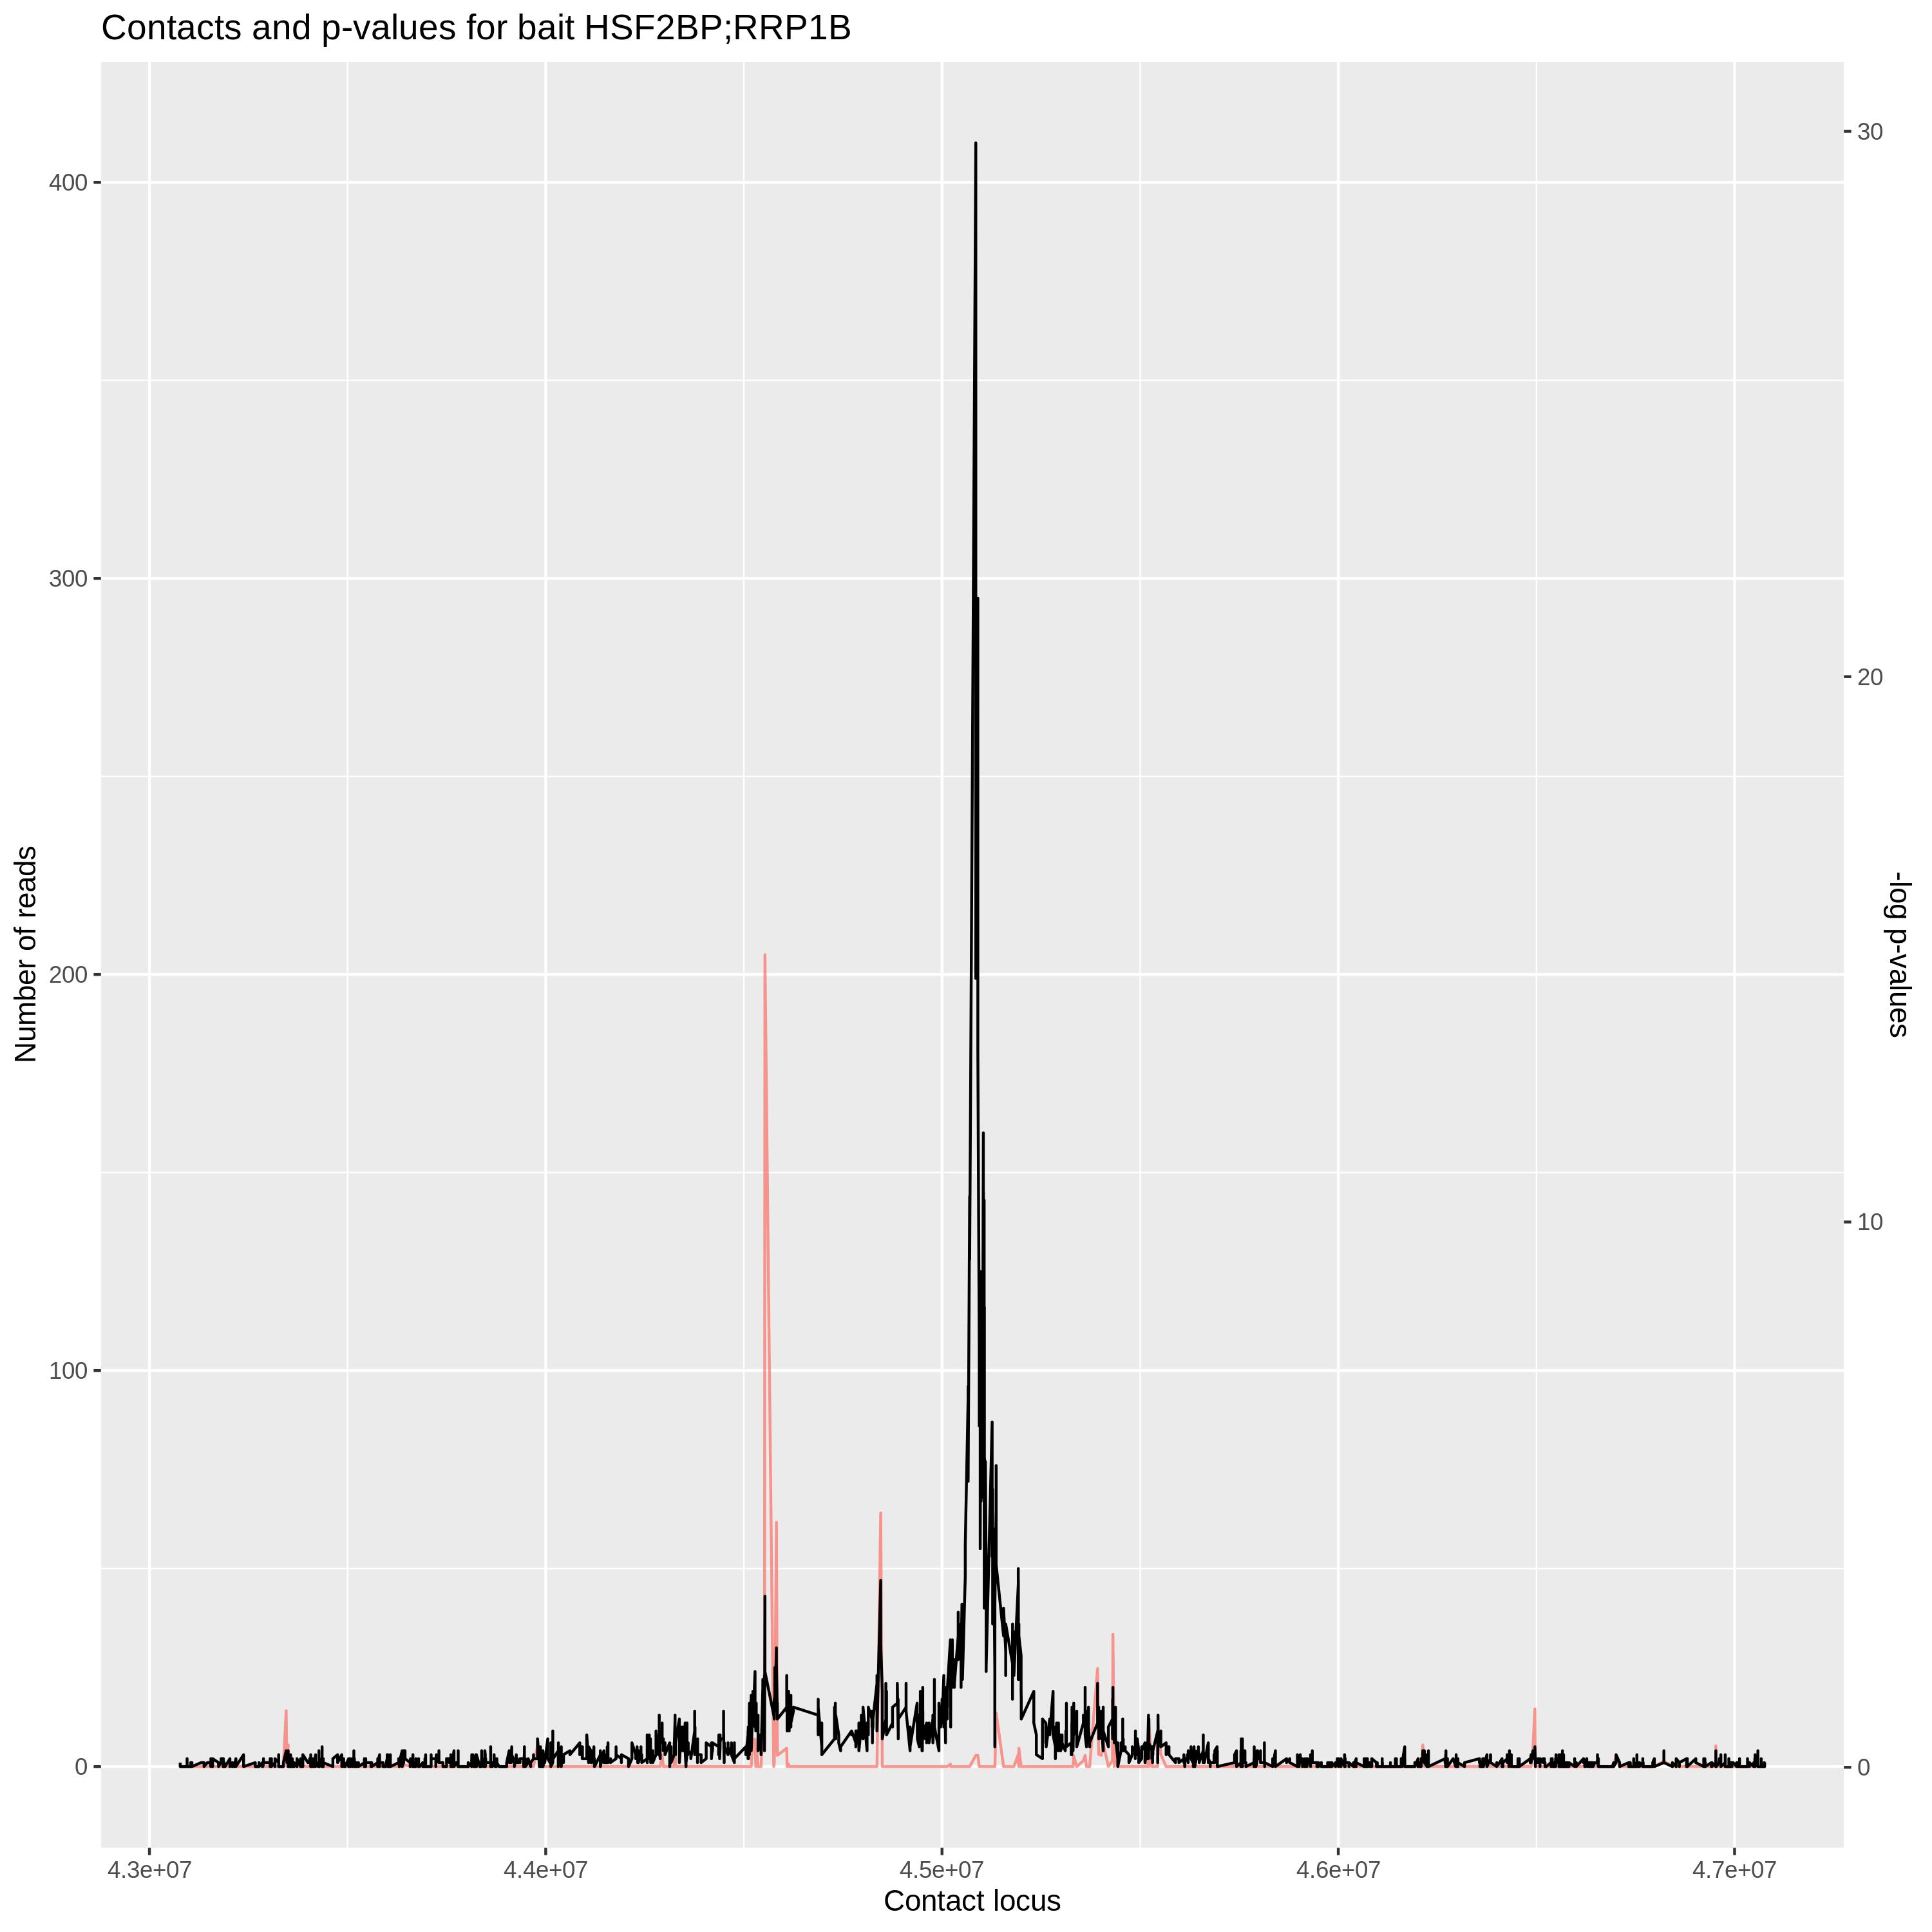 Contacts and p-values for bait HSF2BP;RRP1B
400
300
200
100
0
Number of reads
30
20
10
0
-log p-values
4.3e+07
4.4e+07
4.5e+07
4.6e+07
4.7e+07
Contact locus